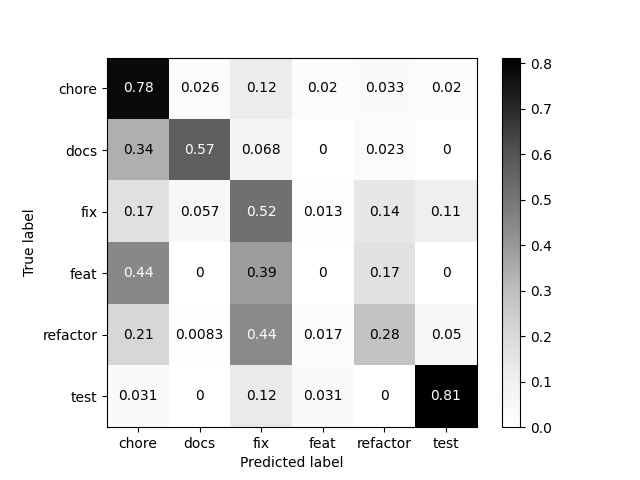 chore 0.78 0.026 0.12 0.02 0.033 0.02
docs 0.34 0.57 0.068 0 0.023 0
fix 0.17 0.057 0.52 0.013 0.14 0.11
feat 0.44 0 0.39 0 0.17 0
refactor 0.21 0.0083 0.44 0.017 0.28 0.05
test 0.031 0 0.12 0.031 0 0.81
chore docs fix feat refactor test
Predicted label
True label
0.8
0.7
0.6
0.5
0.4
0.3
0.2
0.1
0.0